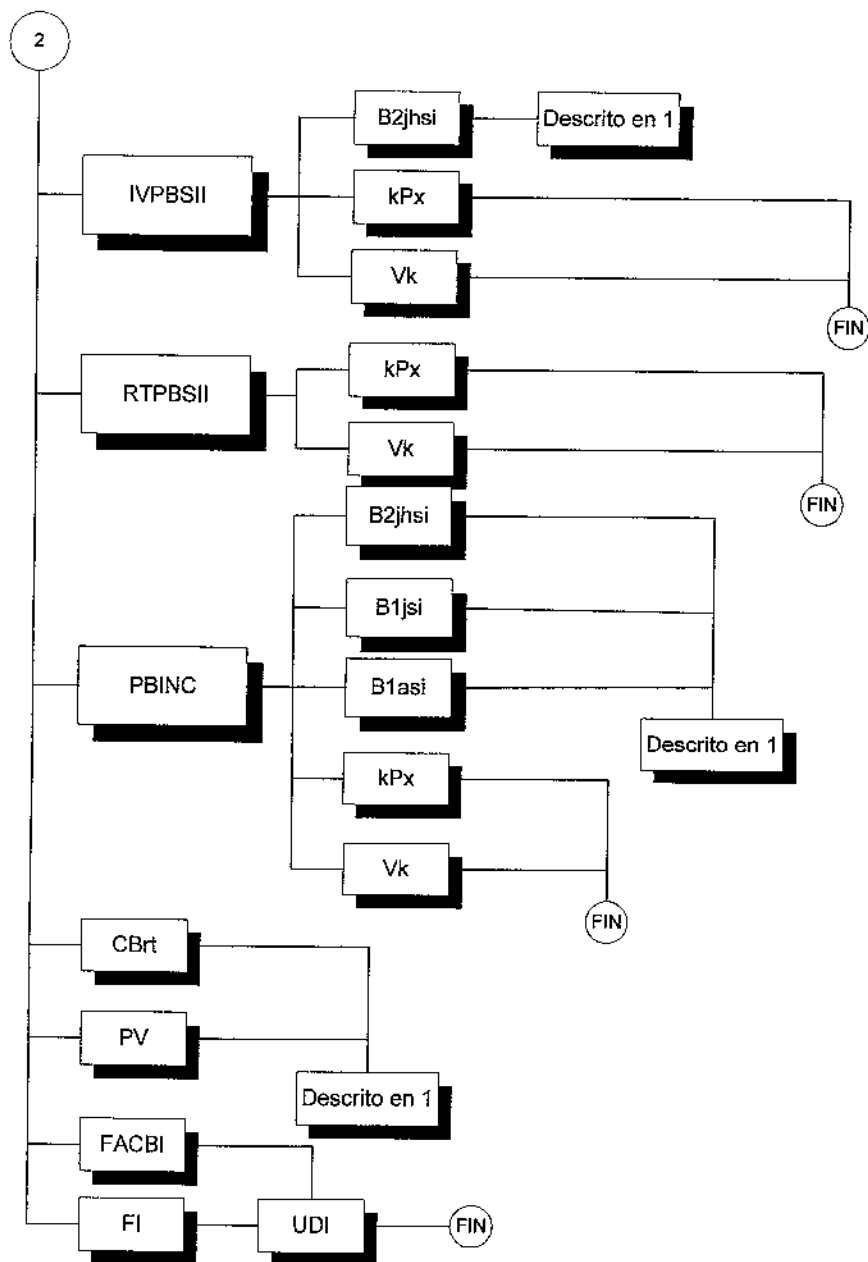 2
B2jhsi
Descrito en 1
IVPBSII
kPx
Vk
FIN
RTPBSII
kPx
Vk
FIN
B2jhsi
B1jsi
PBINC
B1asi
Descrito en 1
kPx
Vk
FIN
CBrt
PV
Descrito en 1
FACBI
FI
UDI
FIN